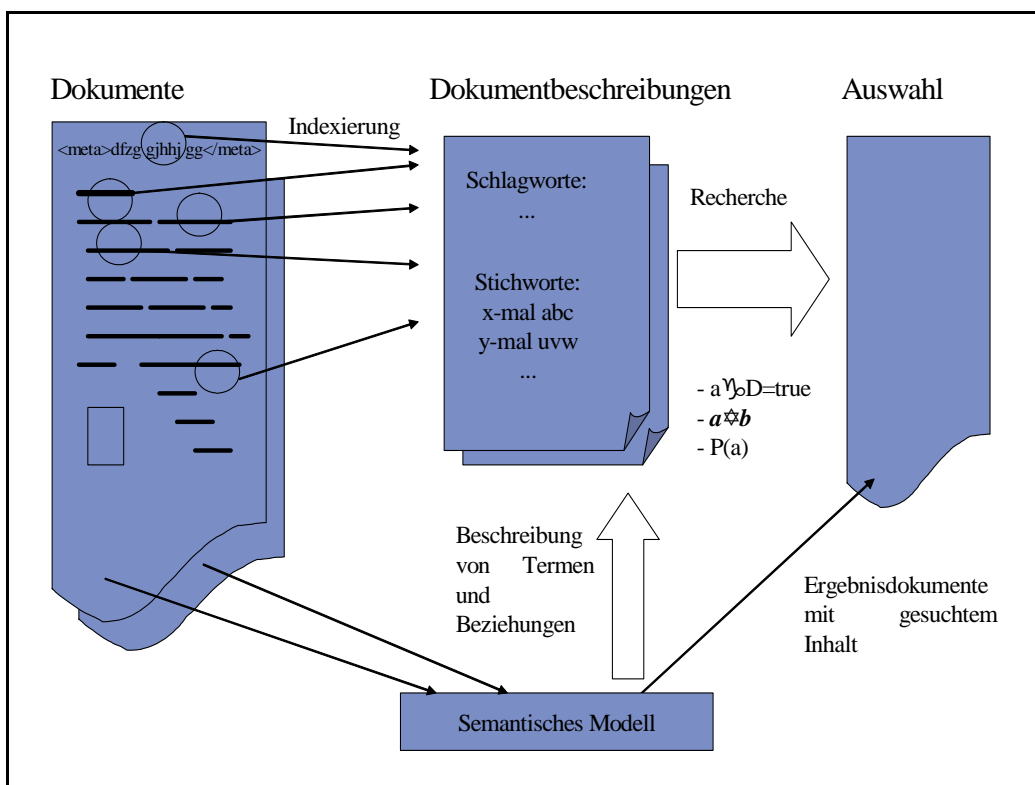 Dokumente
Dokumentbeschreibungen
Auswahl
Indexierung
<meta>dfzg gjhhj gg</meta>
Schlagworte:
...
Stichworte:
x-mal abc
y-mal uvw
...
Recherche
- a♑D=true
- a✡b
- P(a)
Beschreibung
von Termen
und
Beziehungen
Ergebnisdokumente
mit gesuchtem
Inhalt
Semantisches Modell